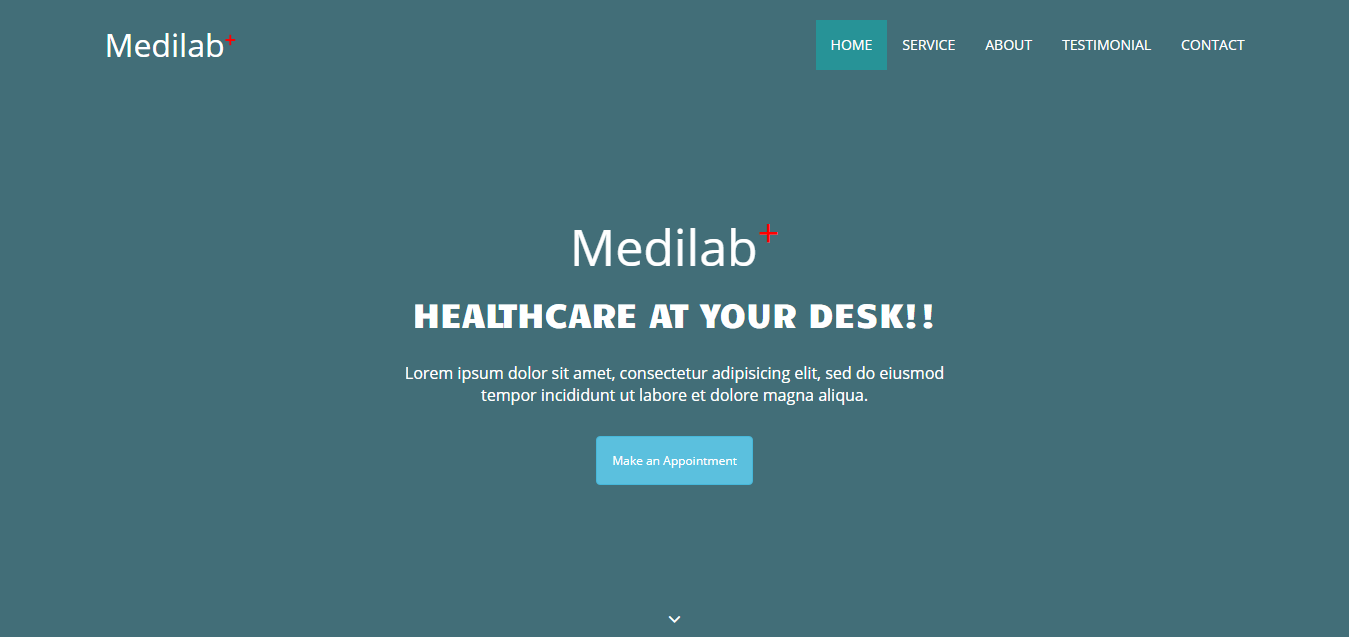 Medilab+
HOME SERVICE ABOUT TESTIMONIAL CONTACT
Medilab+
HEALTHCARE AT YOUR DESK!!
Lorem ipsum dolor sit amet, consectetur adipisicing elit, sed do eiusmod
tempor incididunt ut labore et dolore magna aliqua.
Make an Appointment